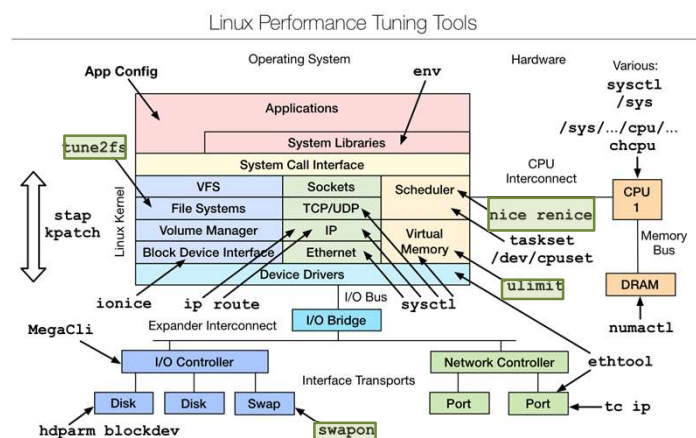 Linux Performance Tuning Tools
Operating System
Hardware
Various:
sysctl
/sys
App Config
env
Applications
System Libraries
/sys/.../cpu/...
chcpu
tune2fs
System Call Interface
CPU
Interconnect
Linux Kernel
VFS
Sockets
Scheduler
CPU
1
File Systems
TCP/UDP
nice renice
stap
kpatch
Volume Manager
IP
Virtual
Memory
taskset
/dev/cpuset
Memory
Bus
Block Device Interface
Ethernet
Device Drivers
ulimit
DRAM
ionice
ip route
I/O Bus
sysctl
numactl
MegaCli
Expander Interconnect
I/O Bridge
I/O Controller
Network Controller
ethtool
Interface Transports
Disk
Disk
Swap
Port
Port
tc ip
hdparm blockdev
swapon